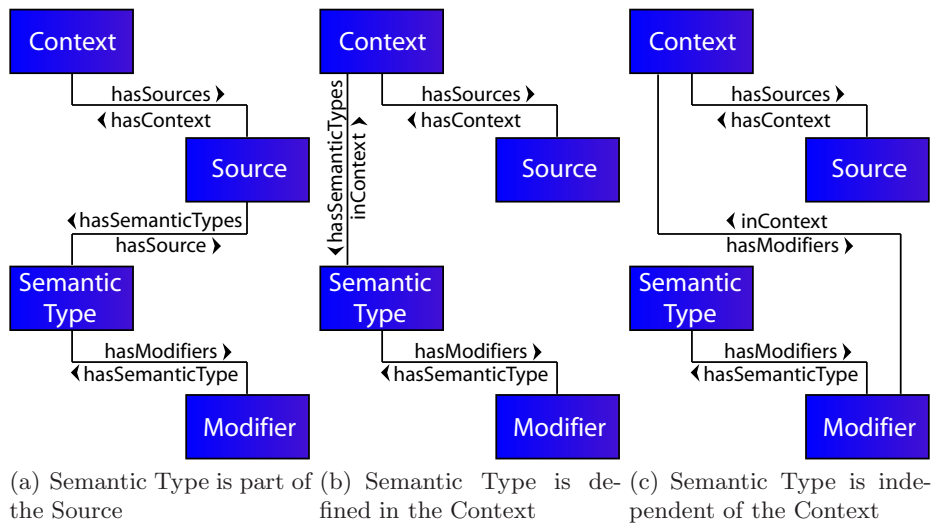 Context
hasSources
hasContext
Source
hasSemanticTypes
hasSource
Semantic
Type
hasModifiers
hasSemanticType
Modifier
(a) Semantic Type is part of
the Source
Context
hasSources
hasContext
hasSemanticTypes
inContext
Source
Semantic
Type
hasModifiers
hasSemanticType
Modifier
(b) Semantic Type is de-
fined in the Context
Context
hasSources
hasContext
Source
inContext
hasModifiers
Semantic
Type
hasModifiers
hasSemanticType
Modifier
(c) Semantic Type is inde-
pendent of the Context